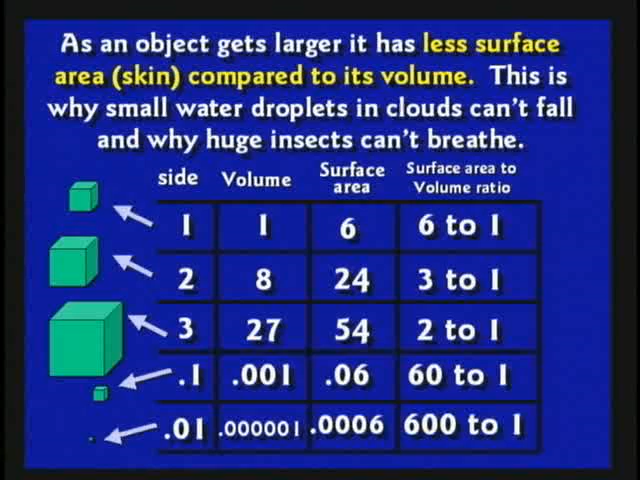 As an object gets larger it has less surface
area (skin) compared to its volume. This is
why small water droplets in clouds can't fall
and why huge insects can't breathe.
side Volume Surface area Surface area to Volume ratio
1 1 6 6 to 1
2 8 24 3 to 1
3 27 54 2 to 1
.1 .001 .06 60 to 1
.01 .000001 .0006 600 to 1